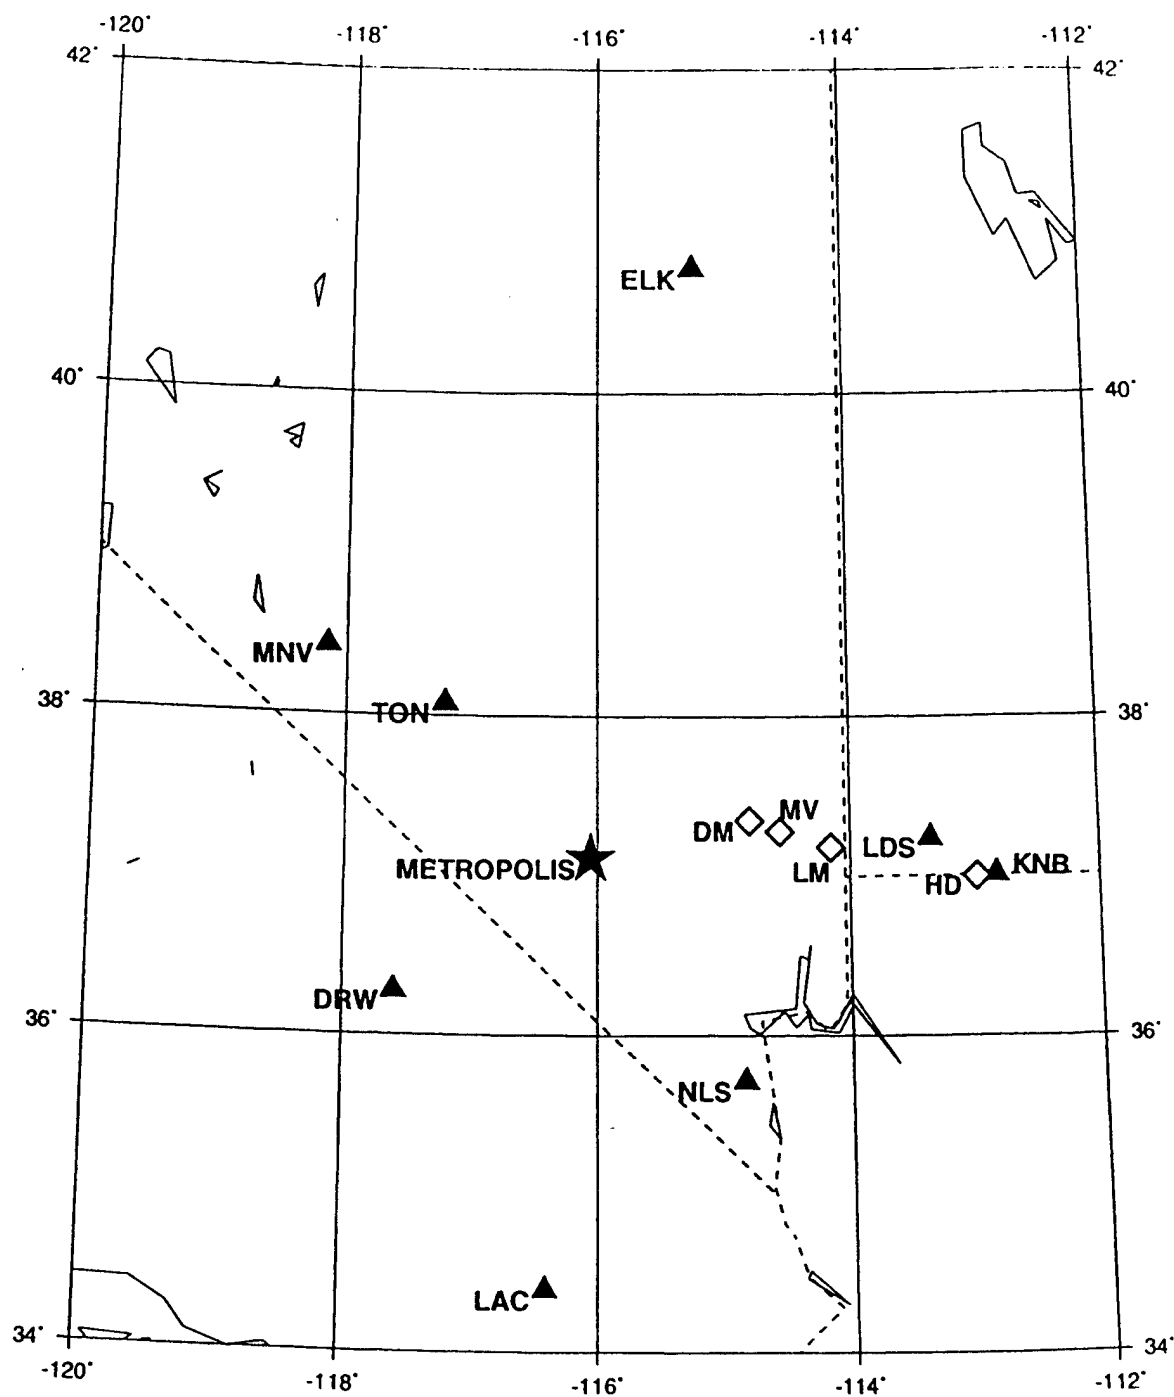 -120° -118° -116° -114° -112°
42° 42°
ELK
40° 40°
MNV
38° TON 38°
DM MV
METROPOLIS LM LDS HD KNB
DRW
36° 36°
NLS
LAC
34° 34°
-120° -118° -116° -114° -112°